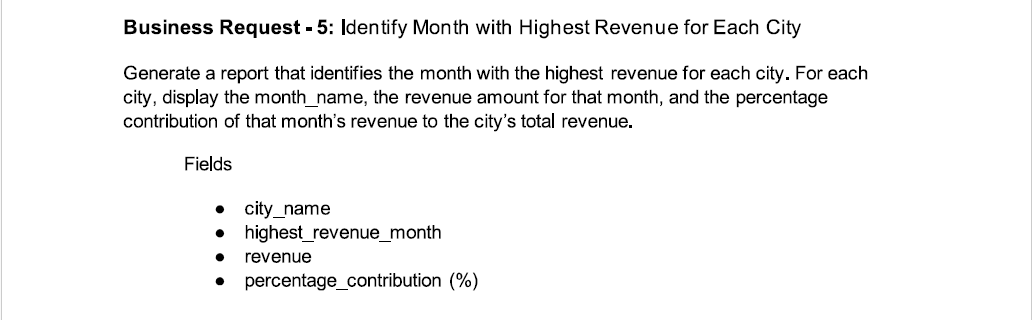 Business Request - 5: Identify Month with Highest Revenue for Each City
Generate a report that identifies the month with the highest revenue for each city. For each
city, display the month_name, the revenue amount for that month, and the percentage
contribution of that month's revenue to the city's total revenue.
Fields
● city_name
● highest_revenue_month
● revenue
● percentage_contribution (%)